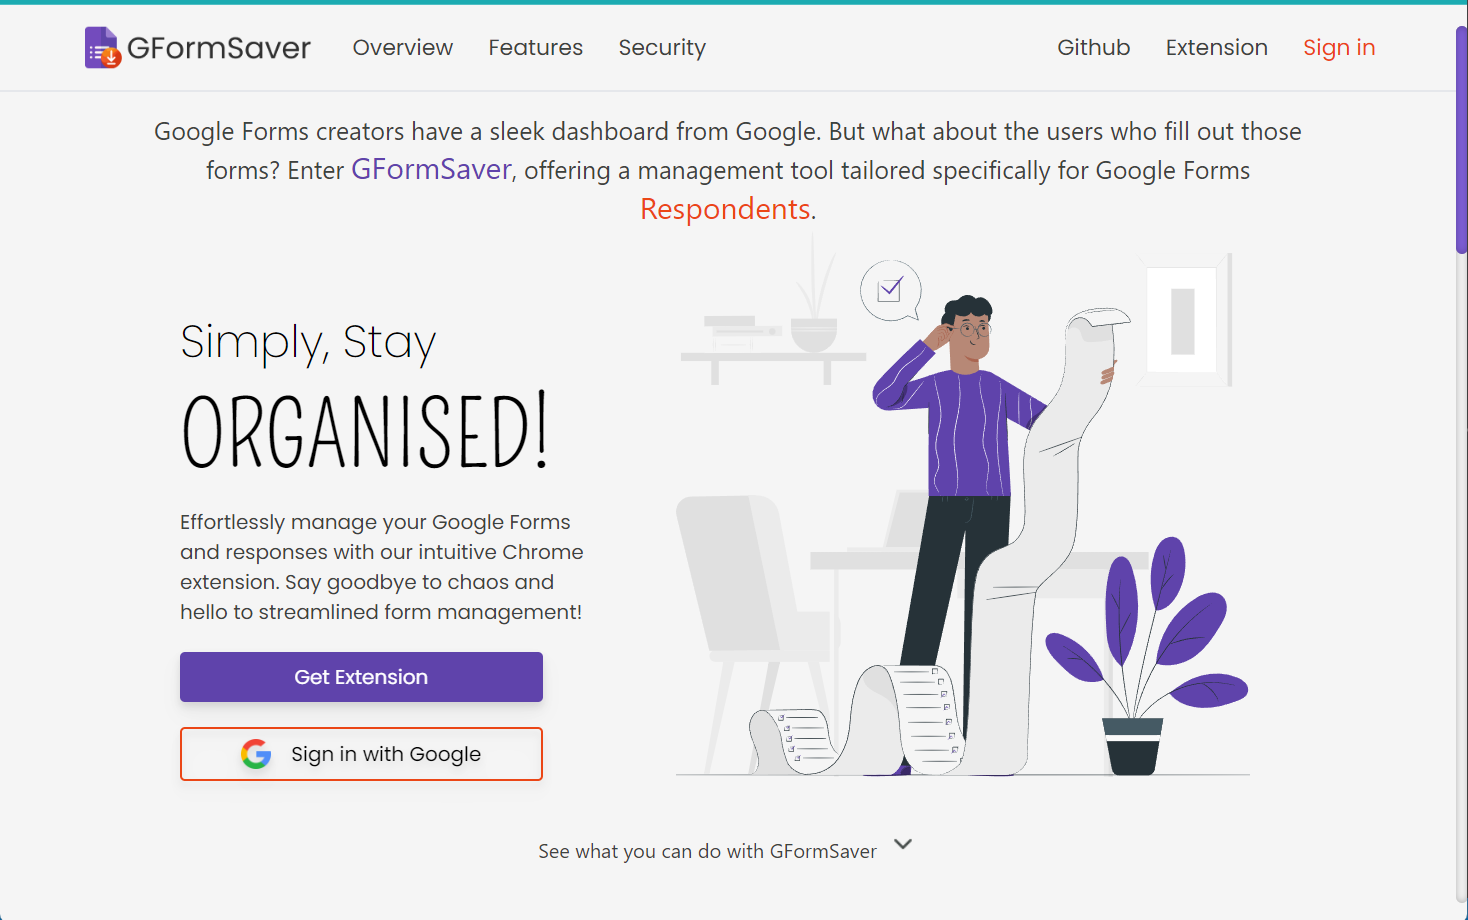 GFormSaver Overview Features Security Github Extension Sign in
Google Forms creators have a sleek dashboard from Google. But what about the users who fill out those
forms? Enter GFormSaver, offering a management tool tailored specifically for Google Forms
Respondents.
Simply, Stay
ORGANISED!
Effortlessly manage your Google Forms
and responses with our intuitive Chrome
extension. Say goodbye to chaos and
hello to streamlined form management!
Get Extension
Sign in with Google
See what you can do with GFormSaver